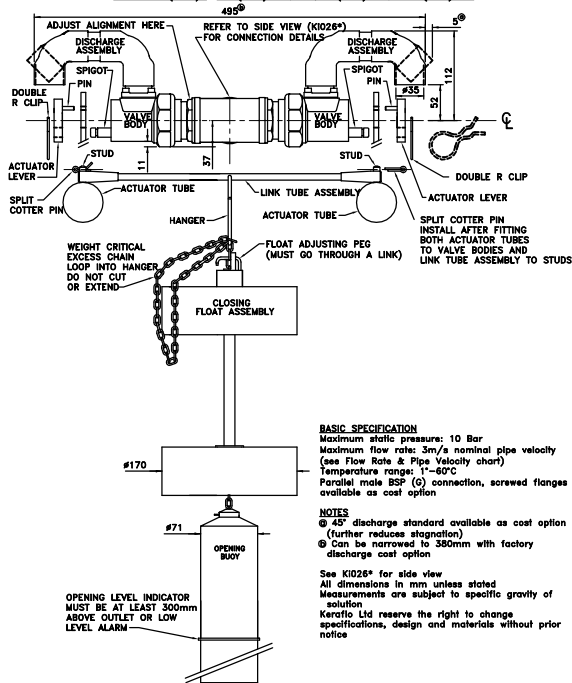 495ⓑ
5ⓐ
ADJUST ALIGNMENT HERE
REFER TO SIDE VIEW (KI026*)
FOR CONNECTION DETAILS
DISCHARGE
ASSEMBLY
DISCHARGE
ASSEMBLY
112
SPIGOT
SPIGOT
PIN
PIN
ø35
52
DOUBLE
R CLIP
VALVE
BODY
VALVE
BODY
℄
ACTUATOR
LEVER
STUD
11
37
STUD
DOUBLE R CLIP
ACTUATOR TUBE
LINK TUBE ASSEMBLY
ACTUATOR LEVER
SPLIT
COTTER PIN
HANGER
ACTUATOR TUBE
SPLIT COTTER PIN
INSTALL AFTER FITTING
BOTH ACTUATOR TUBES
TO VALVE BODIES AND
LINK TUBE ASSEMBLY TO STUDS
WEIGHT CRITICAL
EXCESS CHAIN
LOOP INTO HANGER
DO NOT CUT
OR EXTEND
FLOAT ADJUSTING PEG
(MUST GO THROUGH A LINK)
CLOSING
FLOAT ASSEMBLY
ø170
ø71
OPENING
BUOY
OPENING LEVEL INDICATOR
MUST BE AT LEAST 300mm
ABOVE OUTLET OR LOW
LEVEL ALARM
BASIC SPECIFICATION
Maximum static pressure: 10 Bar
Maximum flow rate: 3m/s nominal pipe velocity
(see Flow Rate & Pipe Velocity chart)
Temperature range: 1°–60°C
Parallel male BSP (G) connection, screwed flanges
available as cost option
NOTES
ⓐ 45° discharge standard available as cost option
(further reduces stagnation)
ⓑ Can be narrowed to 380mm with factory
discharge cost option
See KI026* for side view
All dimensions in mm unless stated
Measurements are subject to specific gravity of
solution
Keraflo Ltd reserve the right to change
specifications, design and materials without prior
notice